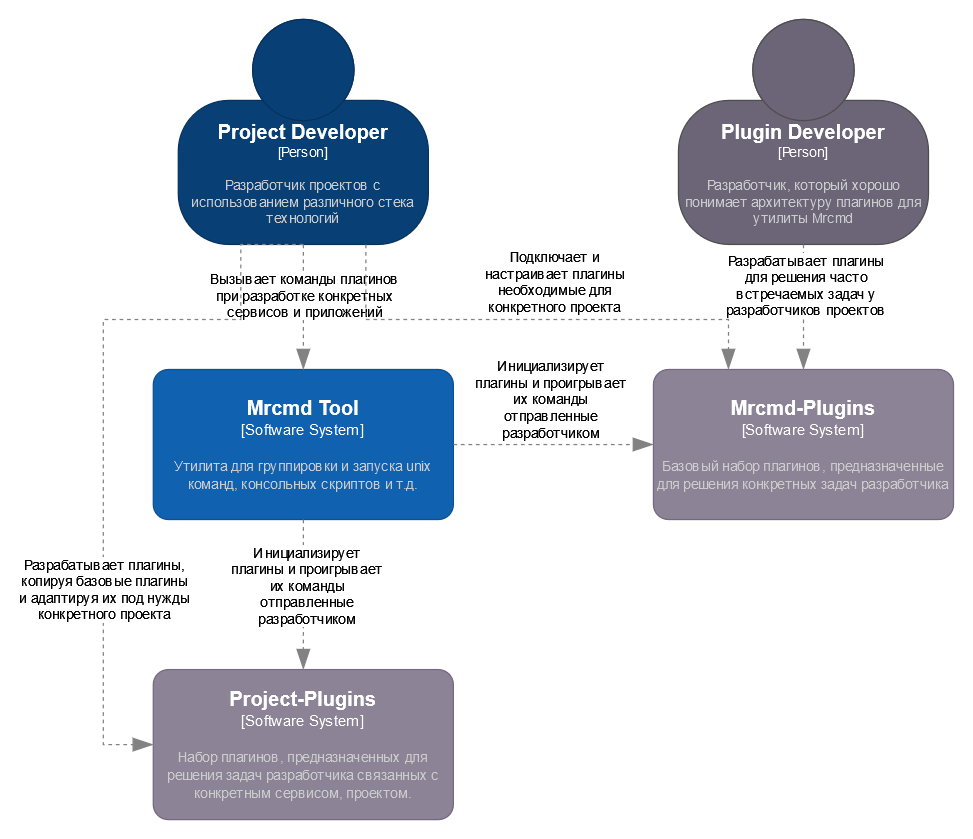 Project Developer
[Person]
Разработчик проектов с
использованием различного стека
технологий
Plugin Developer
[Person]
Разработчик, который хорошо
понимает архитектуру плагинов для
утилиты Mrcmd
Вызывает команды плагинов
при разработке конкретных
сервисов и приложений
Подключает и
настраивает плагины
необходимые для
конкретного проекта
Разрабатывает плагины
для решения часто
встречаемых задач у
разработчиков проектов
Mrcmd Tool
[Software System]
Утилита для группировки и запуска unix
команд, консольных скриптов и т.д.
Инициализирует
плагины и проигрывает
их команды
отправленные
разработчиком
Mrcmd-Plugins
[Software System]
Базовый набор плагинов, предназначенные
для решения конкретных задач разработчика
Разрабатывает плагины,
копируя базовые плагины
и адаптируя их под нужды
конкретного проекта
Инициализирует
плагины и проигрывает
их команды
отправленные
разработчиком
Project-Plugins
[Software System]
Набор плагинов, предназначенных для
решения задач разработчика связанных с
конкретным сервисом, проектом.